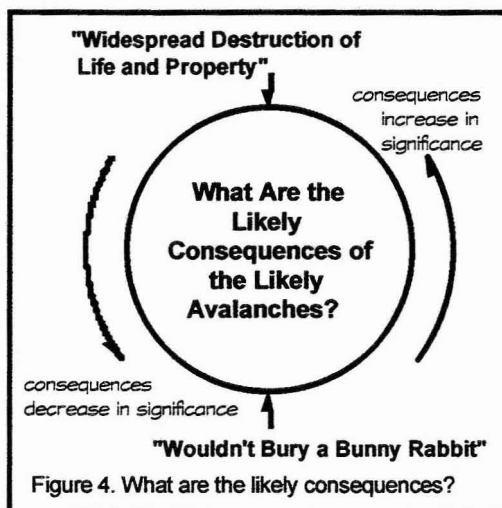 "Widespread Destruction of
Life and Property"
consequences
increase in
significance
What Are the
Likely
Consequences of
the Likely
Avalanches?
consequences
decrease in significance
"Wouldn't Bury a Bunny Rabbit"
Figure 4. What are the likely consequences?